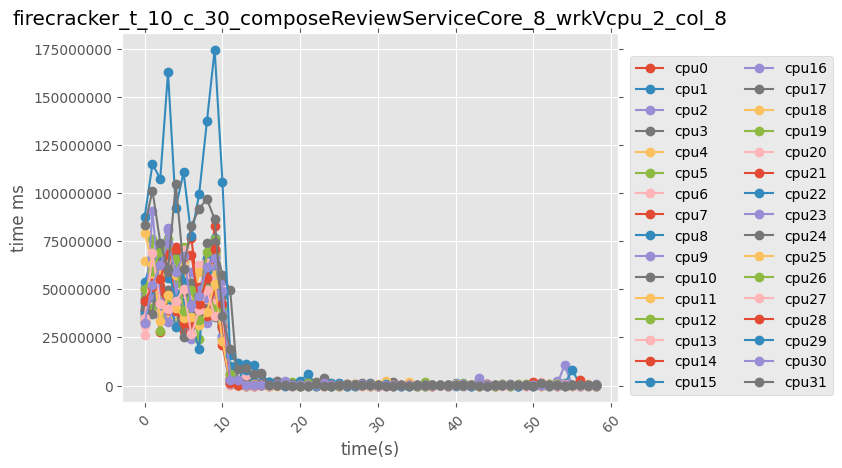 firecracker_t_10_c_30_composeReviewServiceCore_8_wrkVcpu_2_col_8
175000000
150000000
125000000
100000000
75000000
50000000
25000000
0
time ms
0 10 20 30 40 50 60
time(s)
cpu0 cpu16
cpu1 cpu17
cpu2 cpu18
cpu3 cpu19
cpu4 cpu20
cpu5 cpu21
cpu6 cpu22
cpu7 cpu23
cpu8 cpu24
cpu9 cpu25
cpu10 cpu26
cpu11 cpu27
cpu12 cpu28
cpu13 cpu29
cpu14 cpu30
cpu15 cpu31